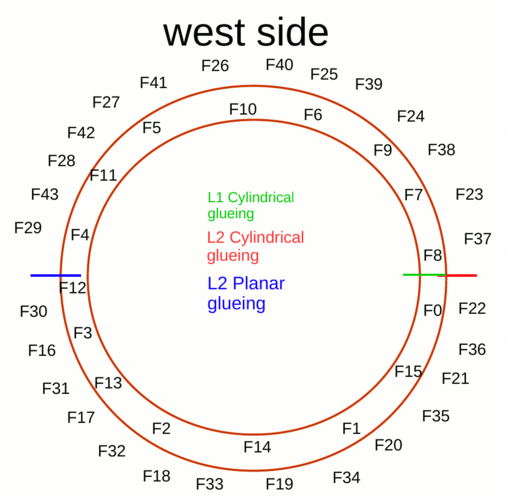 west side
F26
F40
F25
F41
F39
F27
F10
F6
F24
F42
F5
F9
F38
F28
F11
F43
F7
F23
L1 Cylindrical
glueing
F29
F4
L2 Cylindrical
glueing
F37
F8
L2 Planar
glueing
F12
F30
F0
F22
F3
F16
F36
F15
F21
F31
F13
F17
F35
F2
F1
F32
F14
F20
F18
F33
F19
F34